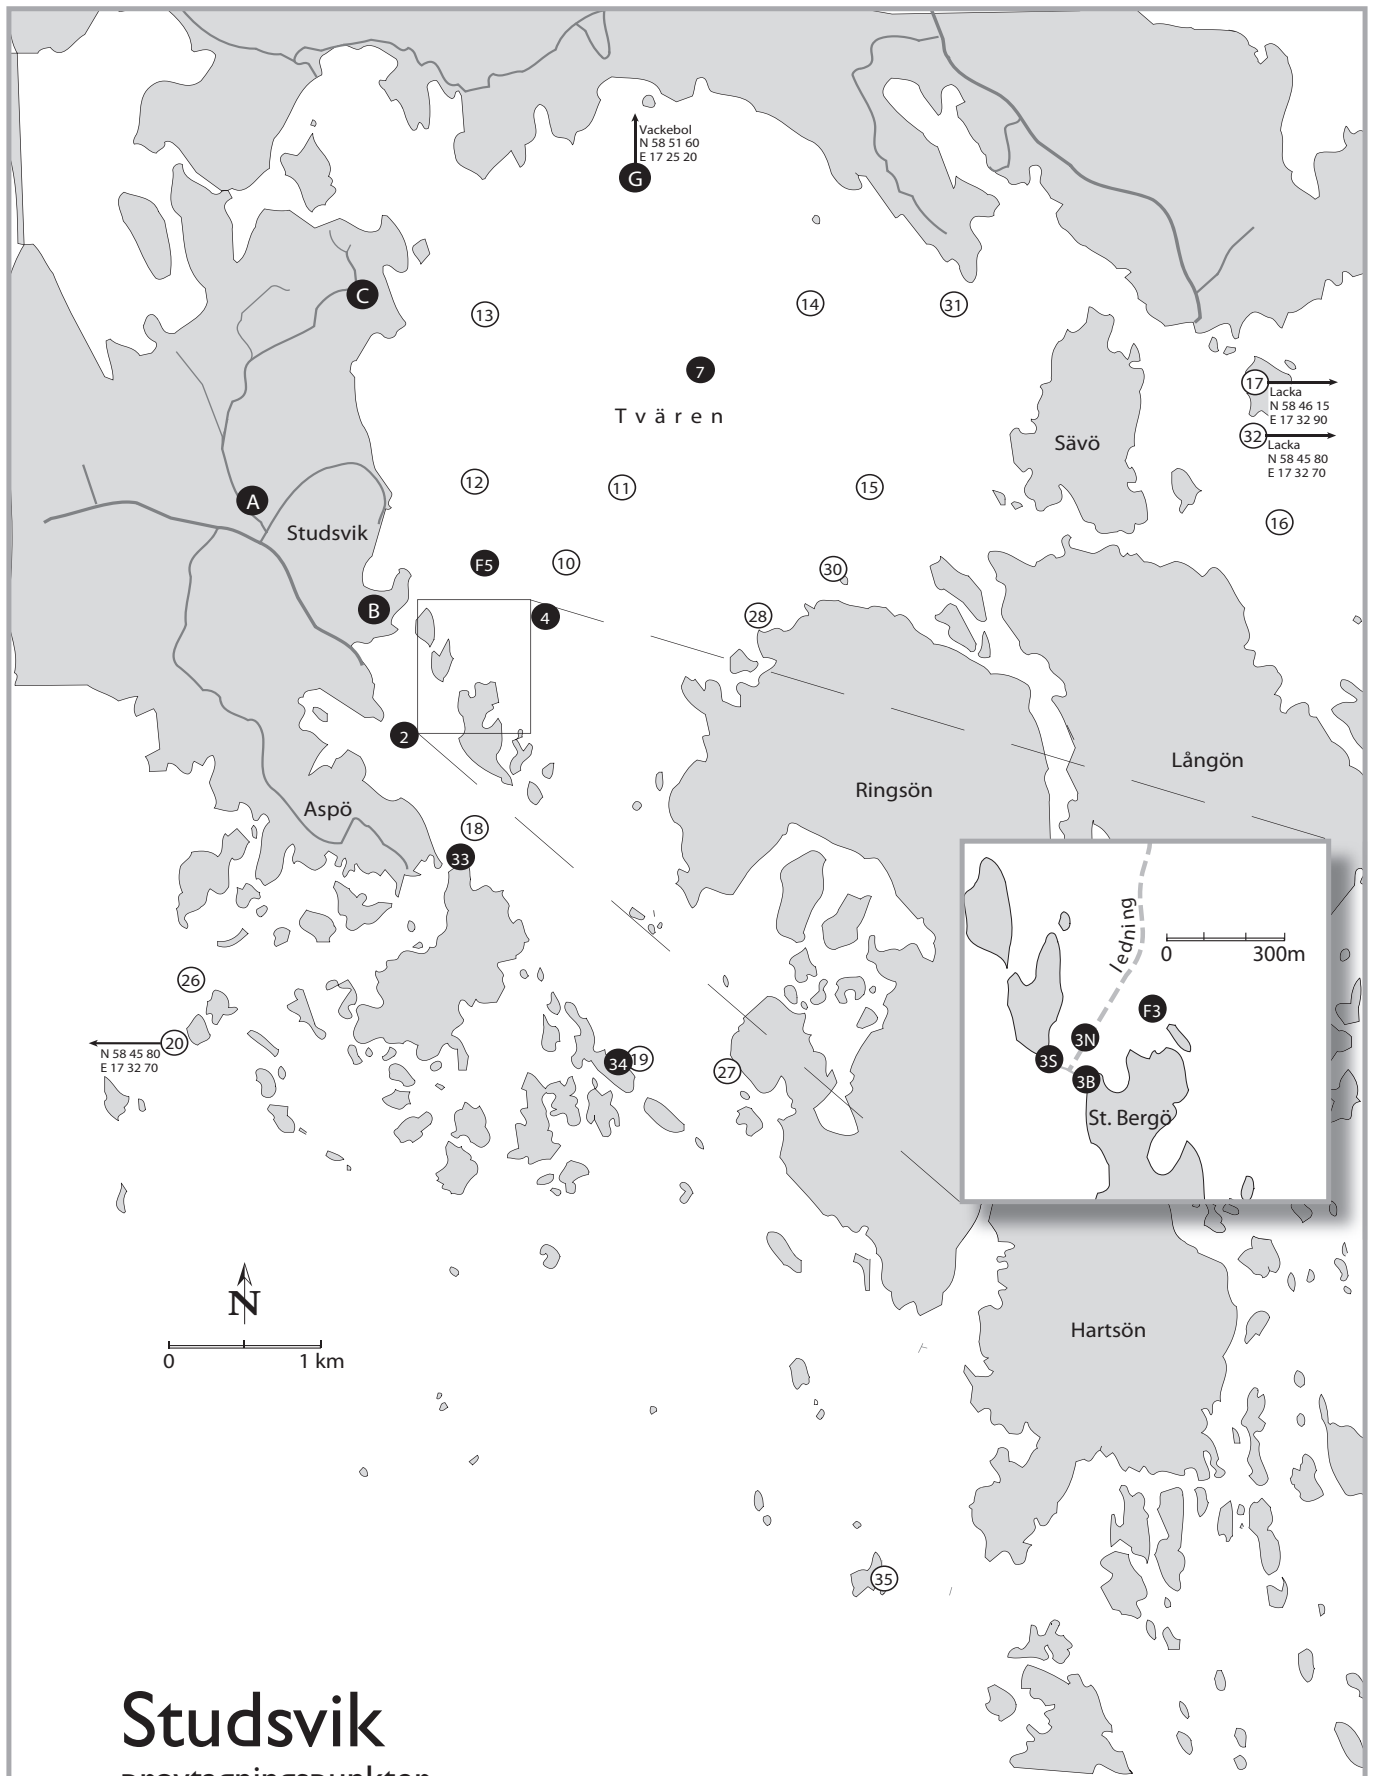 Vackebol
N 58 51 60
E 17 25 20
G
C
13
14
31
7
Tvären
17
Lacka
N 58 46 15
E 17 32 90
32
Lacka
N 58 45 80
E 17 32 70
Sävö
12
11
15
A
16
Studsvik
F5
10
30
B
4
28
2
Långön
Ringsön
Aspö
18
33
ledning
0 300m
26
F3
3N
20
N 58 45 80
E 17 32 70
34
19
3S
27
3B
St. Bergö
N
0 1 km
Hartsön
35
Studsvik
provtagningspunkter